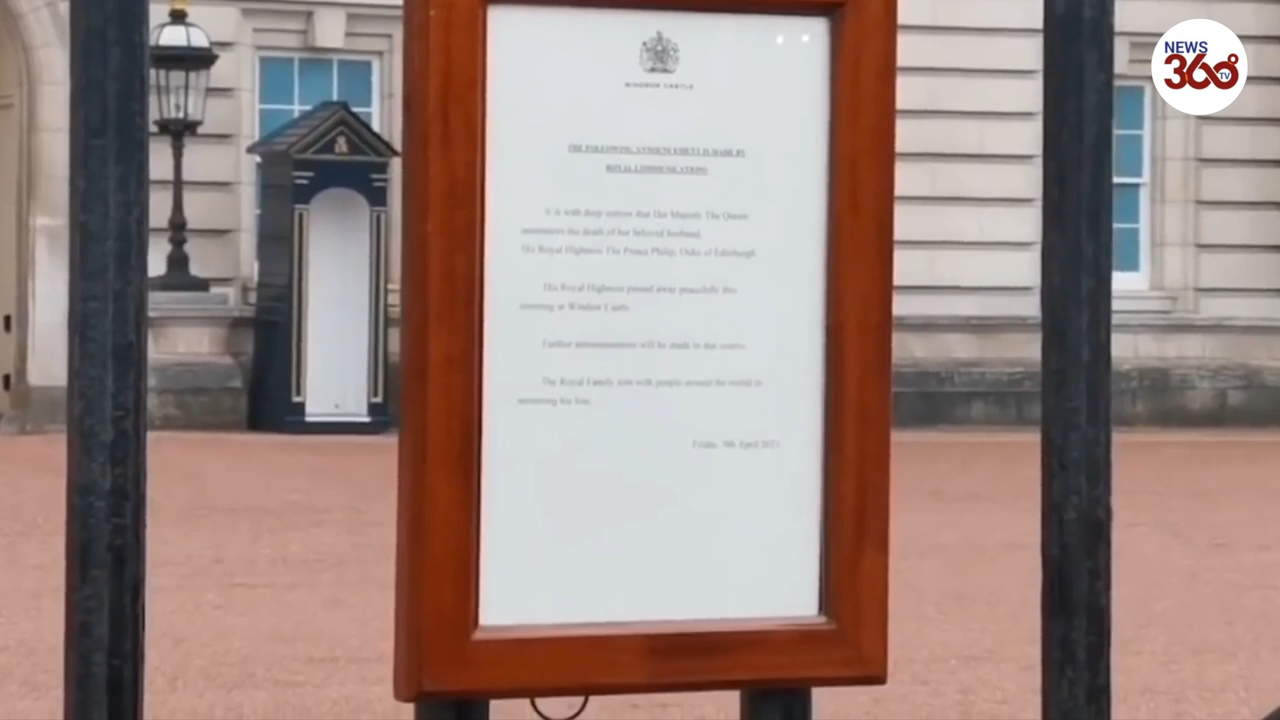 NEWS
360°
TV
WINDSOR CASTLE
THE FOLLOWING ANNOUNCEMENT IS MADE BY
ROYAL COMMUNICATIONS
It is with deep sorrow that Her Majesty The Queen
announces the death of her beloved husband,
His Royal Highness The Prince Philip, Duke of Edinburgh.
His Royal Highness passed away peacefully this
morning at Windsor Castle.
Further announcements will be made in due course.
The Royal Family join with people around the world in
mourning his loss.
Friday, 9th April 2021